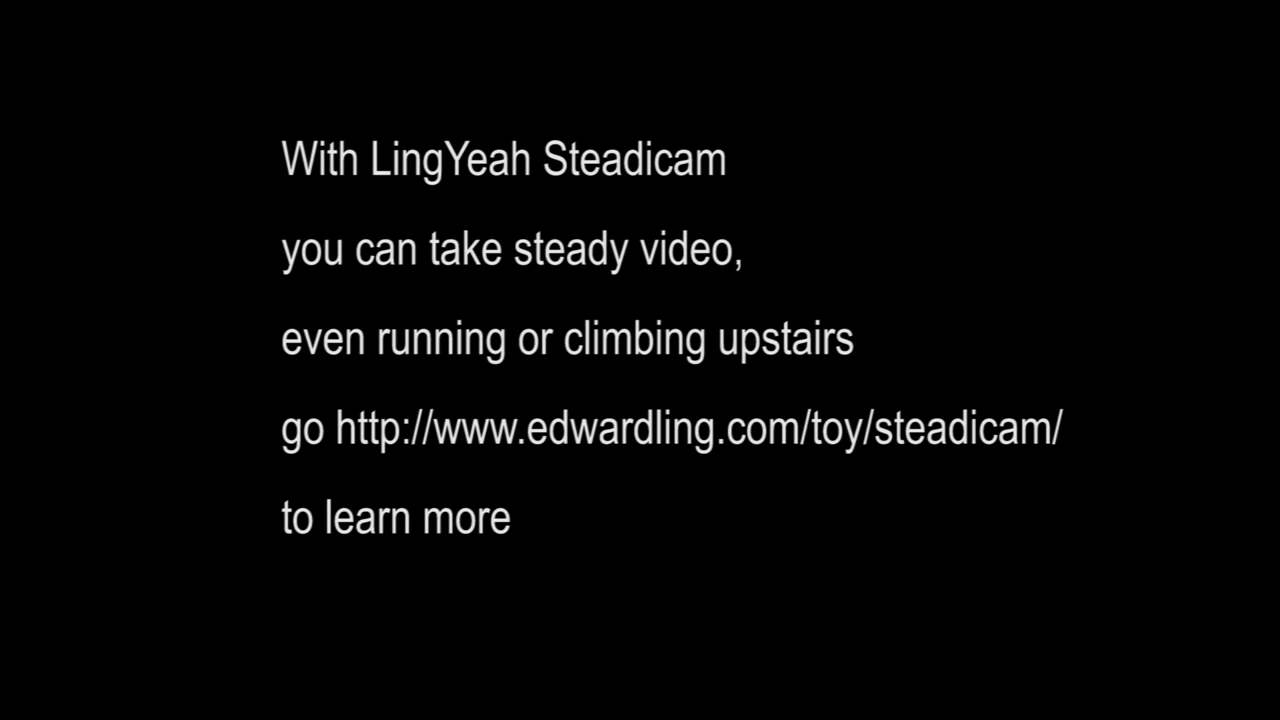 With LingYeah Steadicam
you can take steady video,
even running or climbing upstairs
go http://www.edwardling.com/toy/steadicam/
to learn more